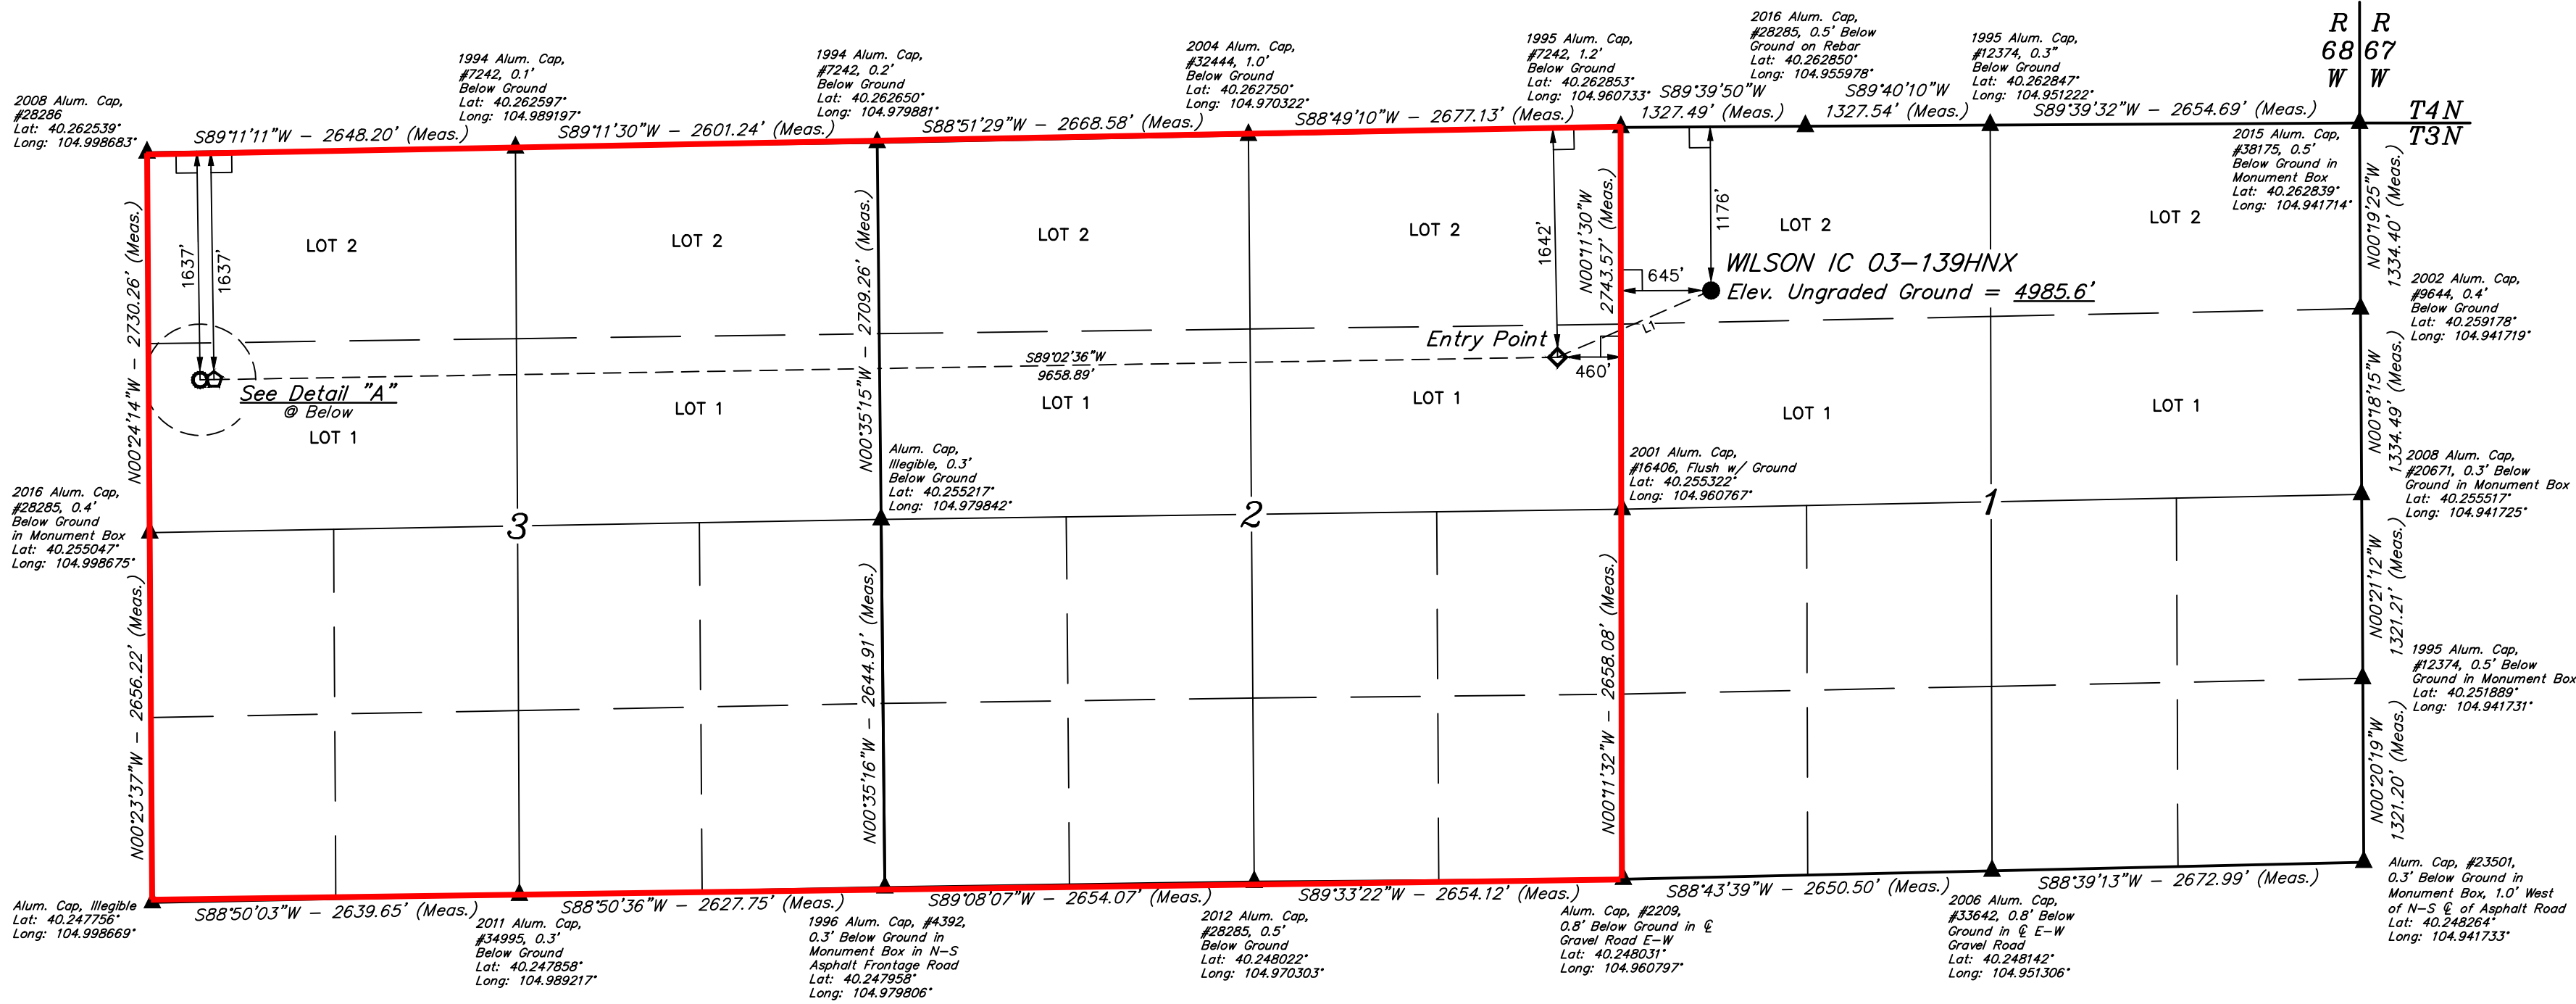 R R
68 67
W W
T4N
T3N
2008 Alum. Cap,
#28286
Lat: 40.262539°
Long: 104.998683°
1994 Alum. Cap,
#7242, 0.1'
Below Ground
Lat: 40.262597°
Long: 104.989197°
1994 Alum. Cap,
#7242, 0.2'
Below Ground
Lat: 40.262650°
Long: 104.979881°
2004 Alum. Cap,
#32444, 1.0'
Below Ground
Lat: 40.262750°
Long: 104.970322°
1995 Alum. Cap,
#7242, 1.2'
Below Ground
Lat: 40.262853°
Long: 104.960733°
2016 Alum. Cap,
#28285, 0.5' Below
Ground on Rebar
Lat: 40.262850°
Long: 104.955978°
1995 Alum. Cap,
#12374, 0.3"
Below Ground
Lat: 40.262847°
Long: 104.951222°
2015 Alum. Cap,
#38175, 0.5'
Below Ground in
Monument Box
Lat: 40.262839°
Long: 104.941714°
S89°11'11"W - 2648.20' (Meas.)
S89°11'30"W - 2601.24' (Meas.)
S88°51'29"W - 2668.58' (Meas.)
S88°49'10"W - 2677.13' (Meas.)
S89°39'50"W
1327.49' (Meas.)
S89°40'10"W
1327.54' (Meas.)
S89°39'32"W - 2654.69' (Meas.)
N00°24'14"W - 2730.26' (Meas.)
1637'
1637'
LOT 2
LOT 2
N00°35'15"W - 2709.26' (Meas.)
LOT 2
LOT 2
1642'
N00°11'30"W
2743.57' (Meas.)
1176'
LOT 2
LOT 2
645'
WILSON IC 03-139HNX
Elev. Ungraded Ground = 4985.6'
L1
Entry Point
460'
N00°19'25"W
1334.40' (Meas.)
2002 Alum. Cap,
#9644, 0.4'
Below Ground
Lat: 40.259178°
Long: 104.941719°
S89°02'36"W
9658.89'
See Detail "A"
@ Below
LOT 1
LOT 1
LOT 1
LOT 1
LOT 1
LOT 1
N00°18'15"W
1334.49' (Meas.)
2016 Alum. Cap,
#28285, 0.4'
Below Ground
in Monument Box
Lat: 40.255047°
Long: 104.998675°
Alum. Cap,
Illegible, 0.3'
Below Ground
Lat: 40.255217°
Long: 104.979842°
2001 Alum. Cap,
#16406, Flush w/ Ground
Lat: 40.255322°
Long: 104.960767°
2008 Alum. Cap,
#20671, 0.3' Below
Ground in Monument Box
Lat: 40.255517°
Long: 104.941725°
3
2
1
N00°23'37"W - 2656.22' (Meas.)
N00°35'16"W - 2644.91' (Meas.)
N00°11'32"W - 2658.08' (Meas.)
N00°21'12"W
1321.21' (Meas.)
1995 Alum. Cap,
#12374, 0.5' Below
Ground in Monument Box
Lat: 40.251889°
Long: 104.941731°
N00°20'19"W
1321.20' (Meas.)
S88°50'03"W - 2639.65' (Meas.)
S88°50'36"W - 2627.75' (Meas.)
S89°08'07"W - 2654.07' (Meas.)
S89°33'22"W - 2654.12' (Meas.)
S88°43'39"W - 2650.50' (Meas.)
S88°39'13"W - 2672.99' (Meas.)
Alum. Cap, Illegible
Lat: 40.247756°
Long: 104.998669°
2011 Alum. Cap,
#34995, 0.3'
Below Ground
Lat: 40.247858°
Long: 104.989217°
1996 Alum. Cap, #4392,
0.3' Below Ground in
Monument Box in N-S
Asphalt Frontage Road
Lat: 40.247958°
Long: 104.979806°
2012 Alum. Cap,
#28285, 0.5'
Below Ground
Lat: 40.248022°
Long: 104.970303°
Alum. Cap, #2209,
0.8' Below Ground in ℄
Gravel Road E-W
Lat: 40.248031°
Long: 104.960797°
2006 Alum. Cap,
#33642, 0.8' Below
Ground in ℄ E-W
Gravel Road
Lat: 40.248142°
Long: 104.951306°
Alum. Cap, #23501,
0.3' Below Ground in
Monument Box, 1.0' West
of N-S ℄ of Asphalt Road
Lat: 40.248264°
Long: 104.941733°